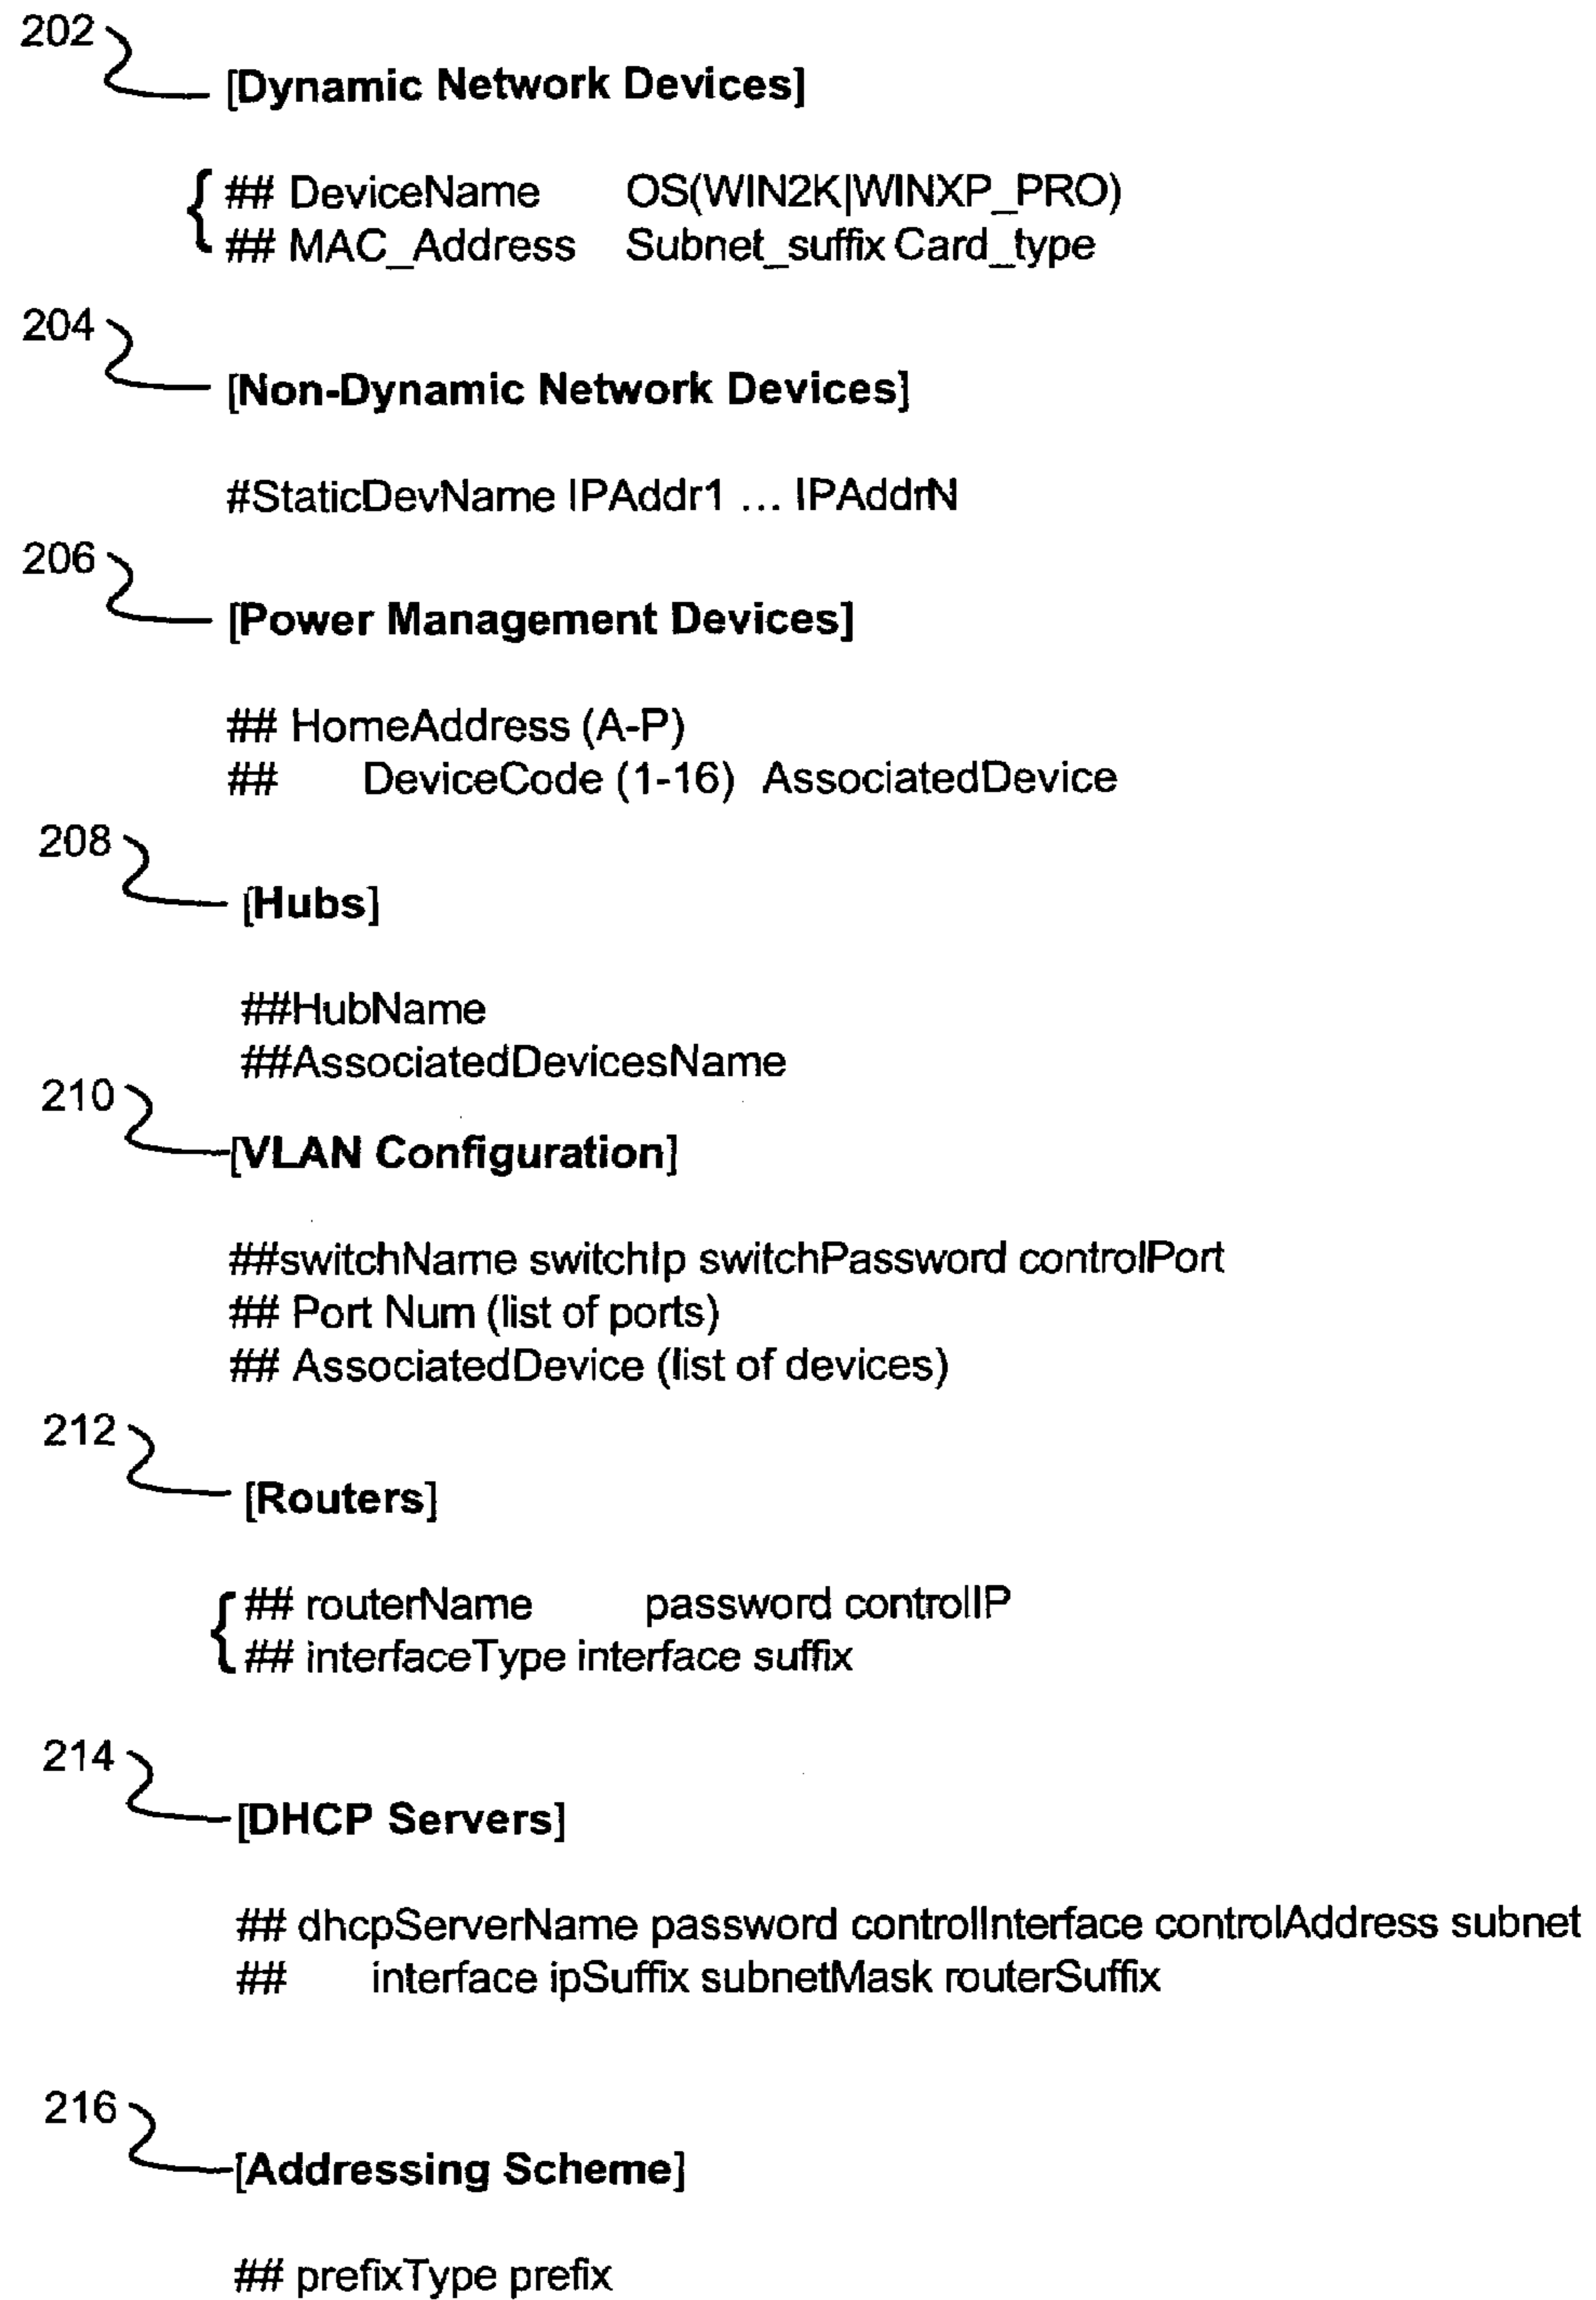 202
[Dynamic Network Devices]
## DeviceName OS(WIN2K|WINXP_PRO)
## MAC_Address Subnet_suffix Card_type
204
[Non-Dynamic Network Devices]
#StaticDevName IPAddr1 ... IPAddrN
206
[Power Management Devices]
## HomeAddress (A-P)
## DeviceCode (1-16) AssociatedDevice
208
[Hubs]
##HubName
##AssociatedDevicesName
210
[VLAN Configuration]
##switchName switchIp switchPassword controlPort
## Port Num (list of ports)
## AssociatedDevice (list of devices)
212
[Routers]
## routerName password controlIP
## interfaceType interface suffix
214
[DHCP Servers]
## dhcpServerName password controlInterface controlAddress subnet
## interface ipSuffix subnetMask routerSuffix
216
[Addressing Scheme]
## prefixType prefix